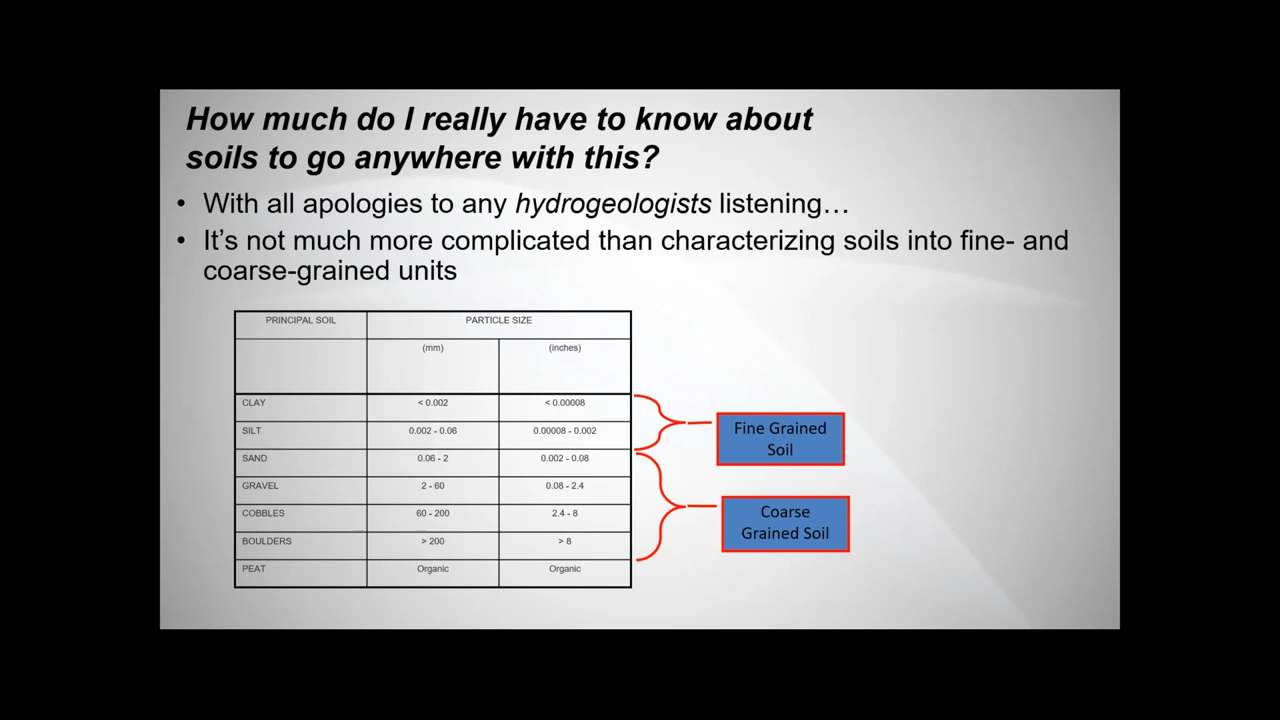 How much do I really have to know about
soils to go anywhere with this?
• With all apologies to any hydrogeologists listening…
• It’s not much more complicated than characterizing soils into fine- and
coarse-grained units
PRINCIPAL SOIL PARTICLE SIZE
(mm) (inches)
CLAY < 0.002 < 0.00008
SILT 0.002 - 0.06 0.00008 - 0.002
SAND 0.06 - 2 0.002 - 0.08
GRAVEL 2 - 60 0.08 - 2.4
COBBLES 60 - 200 2.4 - 8
BOULDERS > 200 > 8
PEAT Organic Organic
Fine Grained
Soil
Coarse
Grained Soil